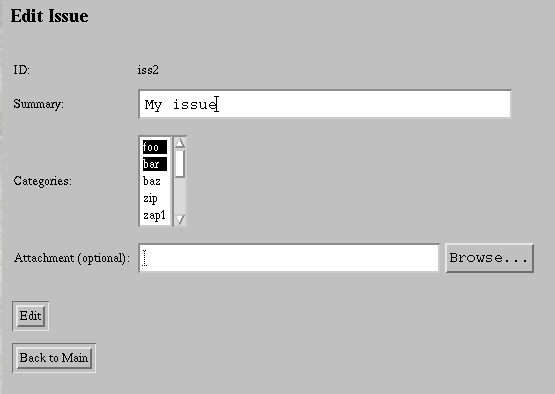 Edit Issue
ID: iss2
Summary: My issue
foo
bar
Categories: baz
zip
zap1
Attachment (optional): Browse...
Edit
Back to Main